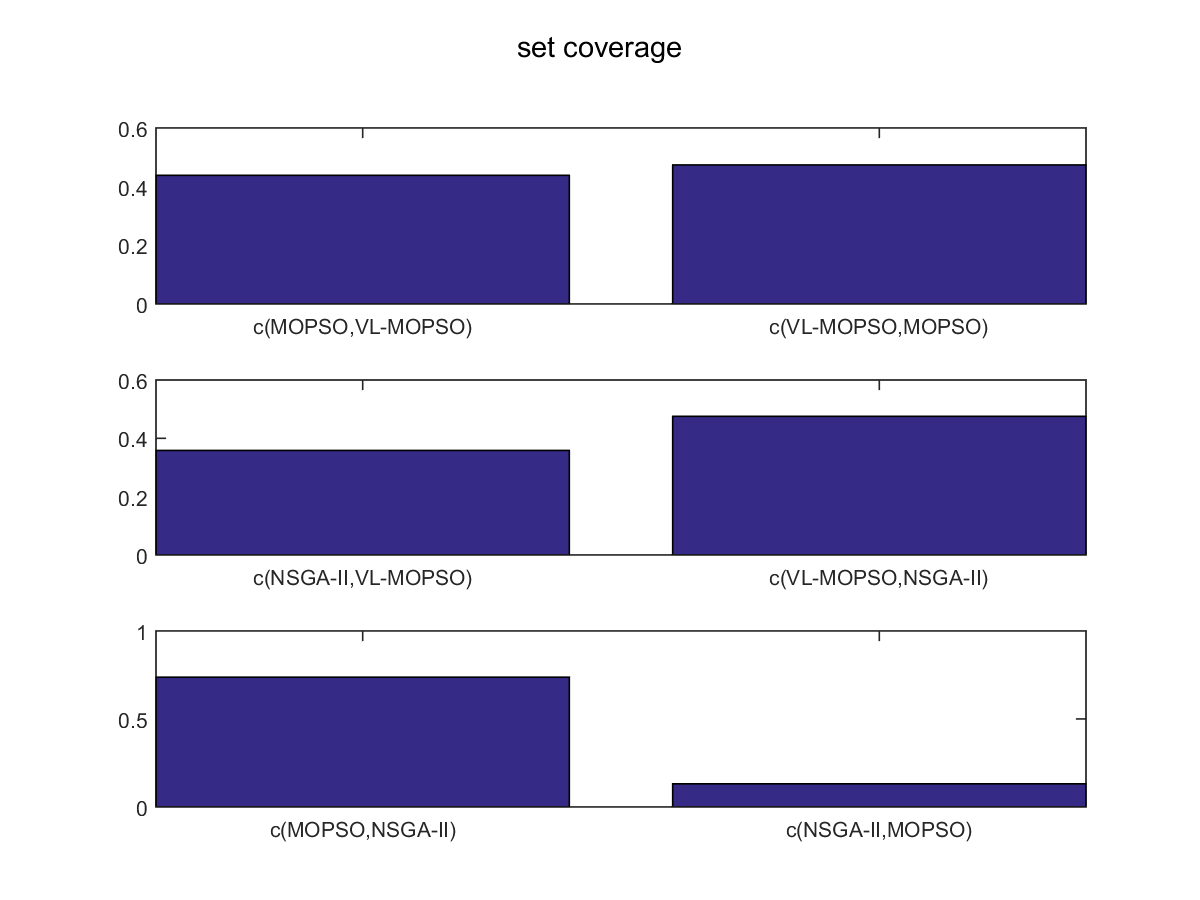 set coverage
0.6
0.4
0.2
0
c(MOPSO,VL-MOPSO)
c(VL-MOPSO,MOPSO)
0.6
0.4
0.2
0
c(NSGA-II,VL-MOPSO)
c(VL-MOPSO,NSGA-II)
1
0.5
0
c(MOPSO,NSGA-II)
c(NSGA-II,MOPSO)